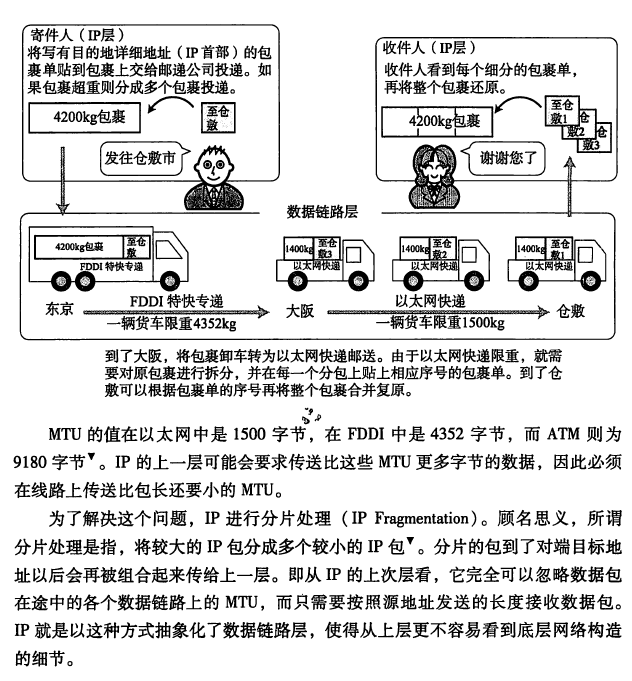 寄件人（IP层）
将写有目的地详细地址（IP首部）的包
裹单贴到包裹上交给邮递公司投递。如
果包裹超重则分成多个包裹投递。
4200kg包裹
至仓
敷
发往仓敷市
收件人（IP层）
收件人看到每个细分的包裹单，
再将整个包裹还原。
4200kg包裹
至仓
敷1
仓
敷2
仓
敷3
谢谢您了
数据链路层
4200kg包裹
至仓
敷
FDDI 特快专递
1400kg
至仓
敷3
以太网快递
1400kg
至仓
敷2
以太网快递
1400kg
至仓
敷1
以太网快递
东京
FDDI 特快专递
一辆货车限重4352kg
大阪
以太网快递
一辆货车限重1500kg
仓敷
到了大阪，将包裹卸车转为以太网快递邮送。由于以太网快递限重，就需
要对原包裹进行拆分，并在每一个分包上贴上相应序号的包裹单。到了仓
敷可以根据包裹单的序号再将整个包裹合并复原。
MTU 的值在以太网中是 1500 字节，在 FDDI 中是 4352 字节，而 ATM 则为
9180 字节▼。IP 的上一层可能会要求传送比这些 MTU 更多字节的数据，因此必须
在线路上传送比包长还要小的 MTU。
为了解决这个问题，IP 进行分片处理（IP Fragmentation）。顾名思义，所谓
分片处理是指，将较大的 IP 包分成多个较小的 IP 包▼。分片的包到了对端目标地
址以后会再被组合起来传给上一层。即从 IP 的上次层看，它完全可以忽略数据包
在途中的各个数据链路上的 MTU，而只需要按照源地址发送的长度接收数据包。
IP 就是以这种方式抽象化了数据链路层，使得从上层更不容易看到底层网络构造
的细节。